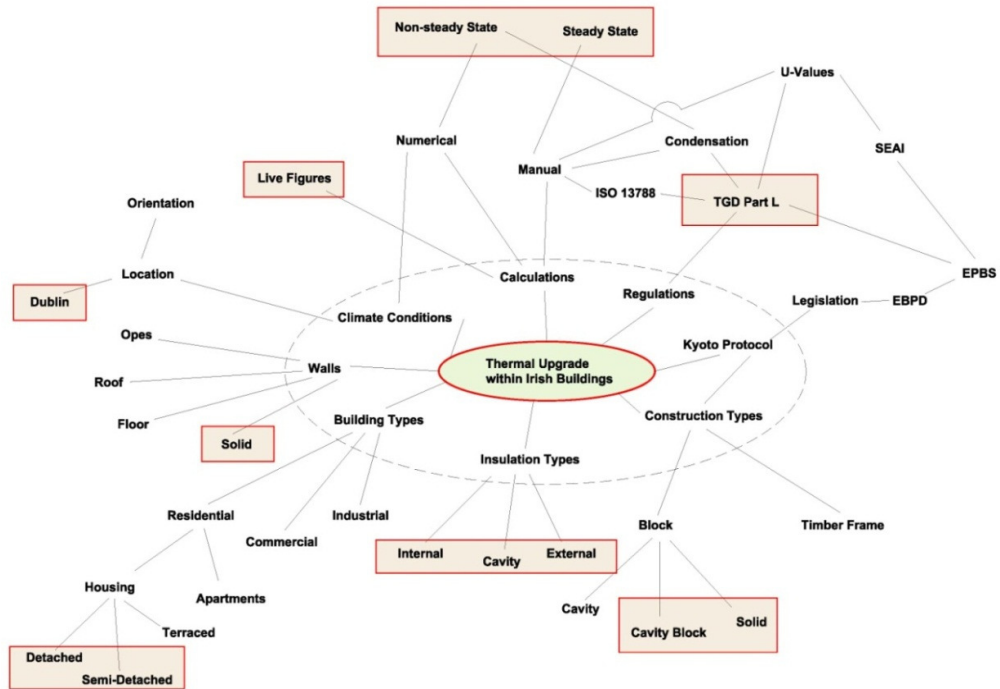 Non-steady State
Steady State
U-Values
Numerical
Condensation
SEAI
Manual
Live Figures
ISO 13788
TGD Part L
Orientation
Location
Calculations
EPBS
Dublin
Regulations
Legislation
EBPD
Climate Conditions
Opes
Kyoto Protocol
Walls
Thermal Upgrade
within Irish Buildings
Roof
Floor
Building Types
Construction Types
Solid
Insulation Types
Residential
Industrial
Block
Timber Frame
Commercial
Internal
Cavity
External
Housing
Apartments
Cavity
Solid
Cavity Block
Terraced
Detached
Semi-Detached